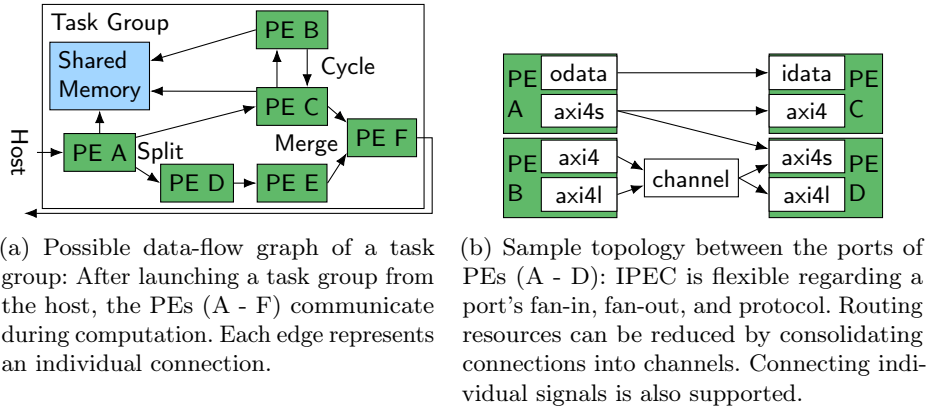 Task Group
Shared
Memory
PE B
Cycle
PE C
Host
PE A
Split
Merge
PE F
PE D
PE E
PE
A
odata
axi4s
idata
axi4
PE
C
PE
B
axi4
axi4l
channel
axi4s
axi4l
PE
D
(a) Possible data-flow graph of a task
group: After launching a task group from
the host, the PEs (A - F) communicate
during computation. Each edge represents
an individual connection.
(b) Sample topology between the ports of
PEs (A - D): IPEC is flexible regarding a
port's fan-in, fan-out, and protocol. Routing
resources can be reduced by consolidating
connections into channels. Connecting indi-
vidual signals is also supported.